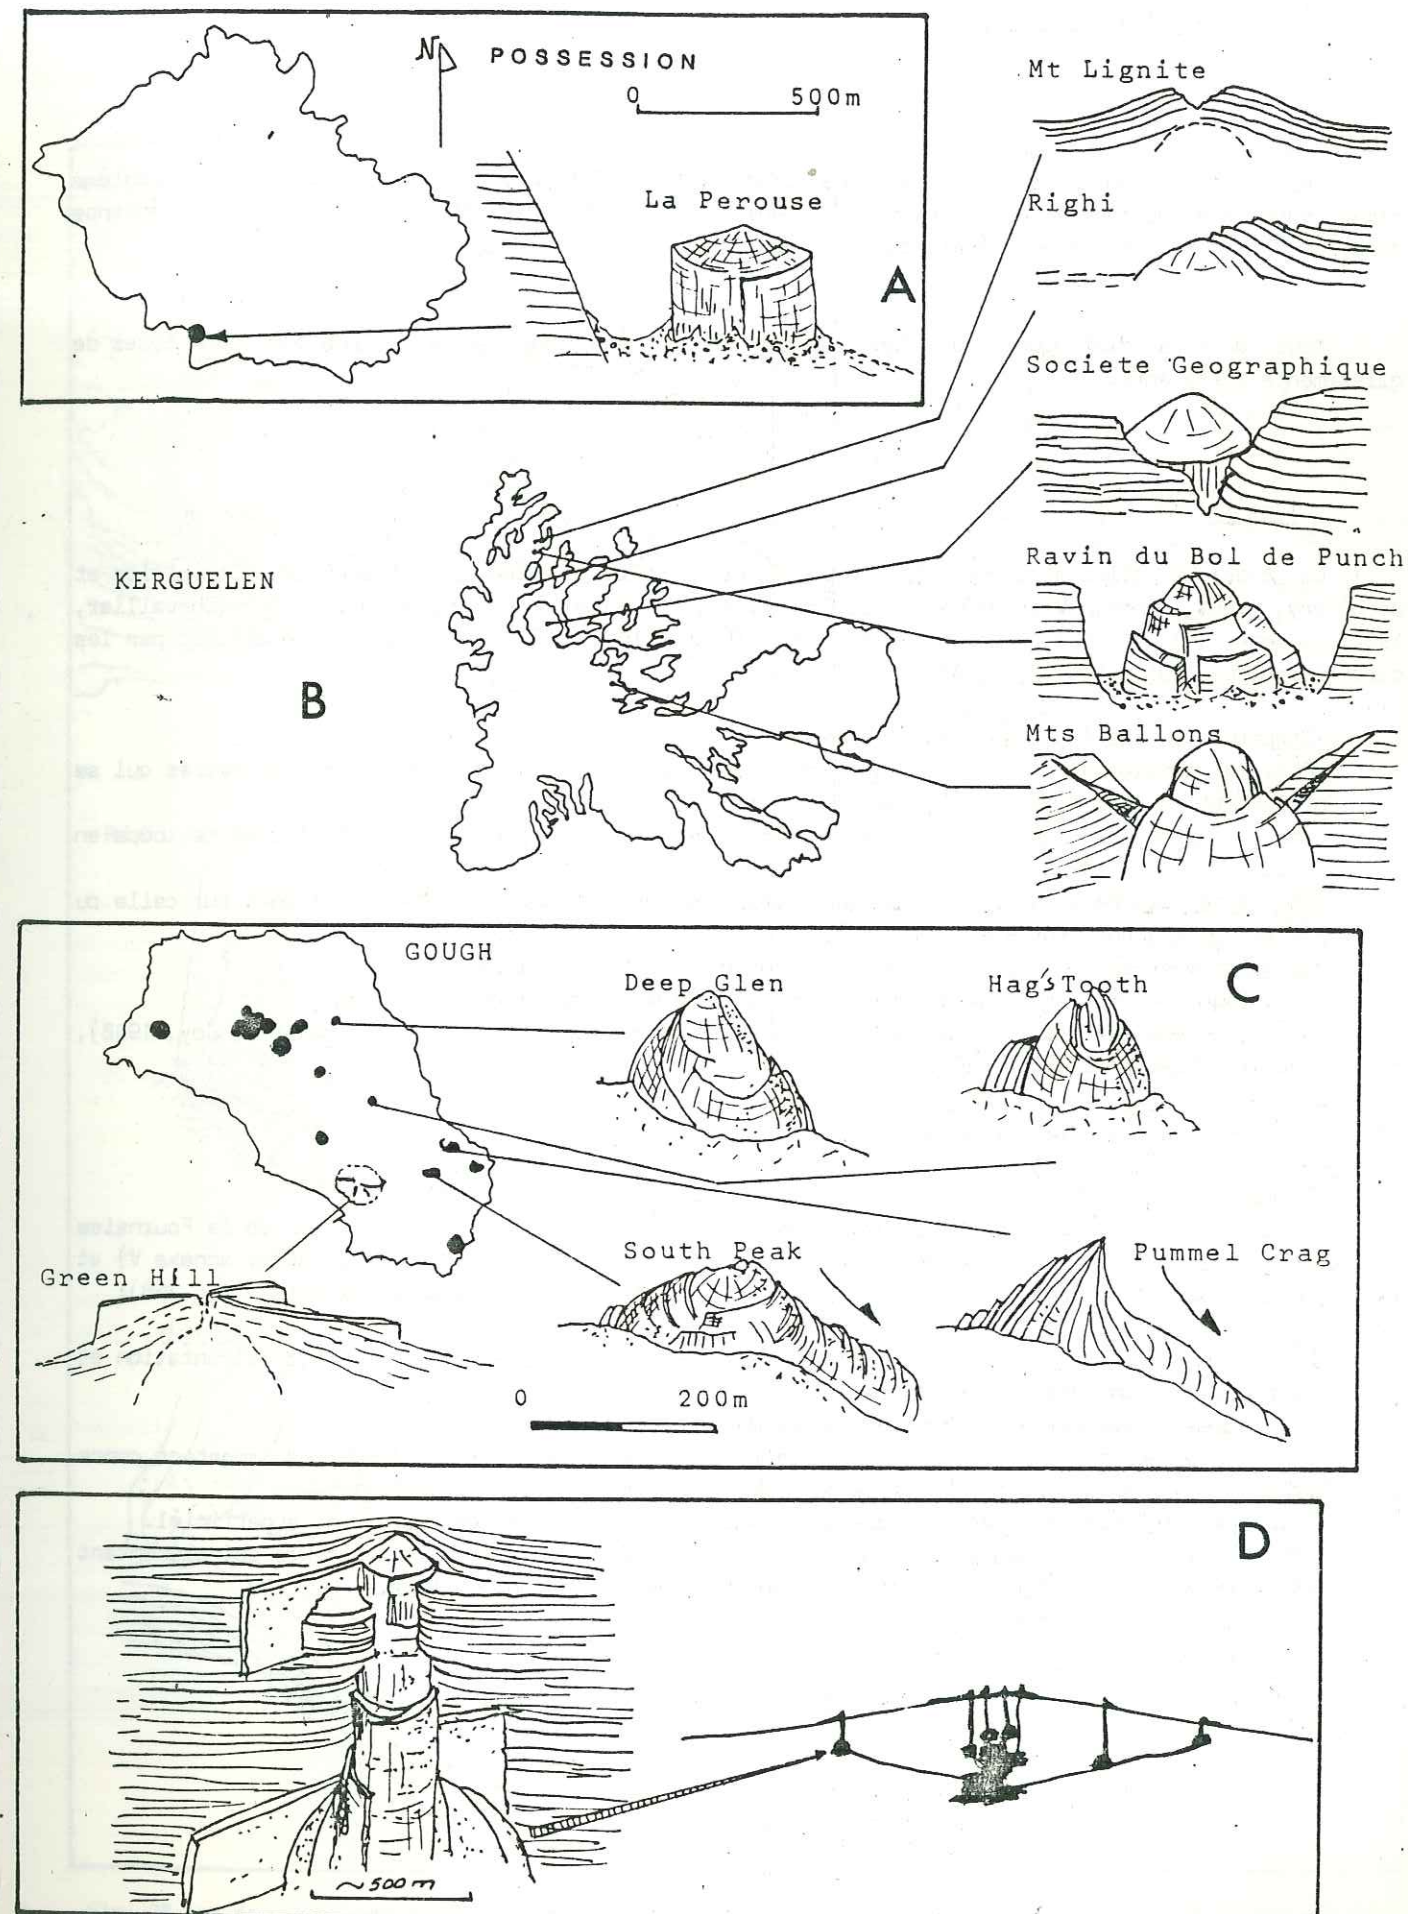 N
POSSESSION
0 500m
La Perouse
A
Mt Lignite
Righi
Societe Geographique
Ravin du Bol de Punch
Mts Ballons
KERGUELEN
B
GOUGH
C
Deep Glen
Hag's Tooth
Green Hill
South Peak
Pummel Crag
0 200m
D
~500m